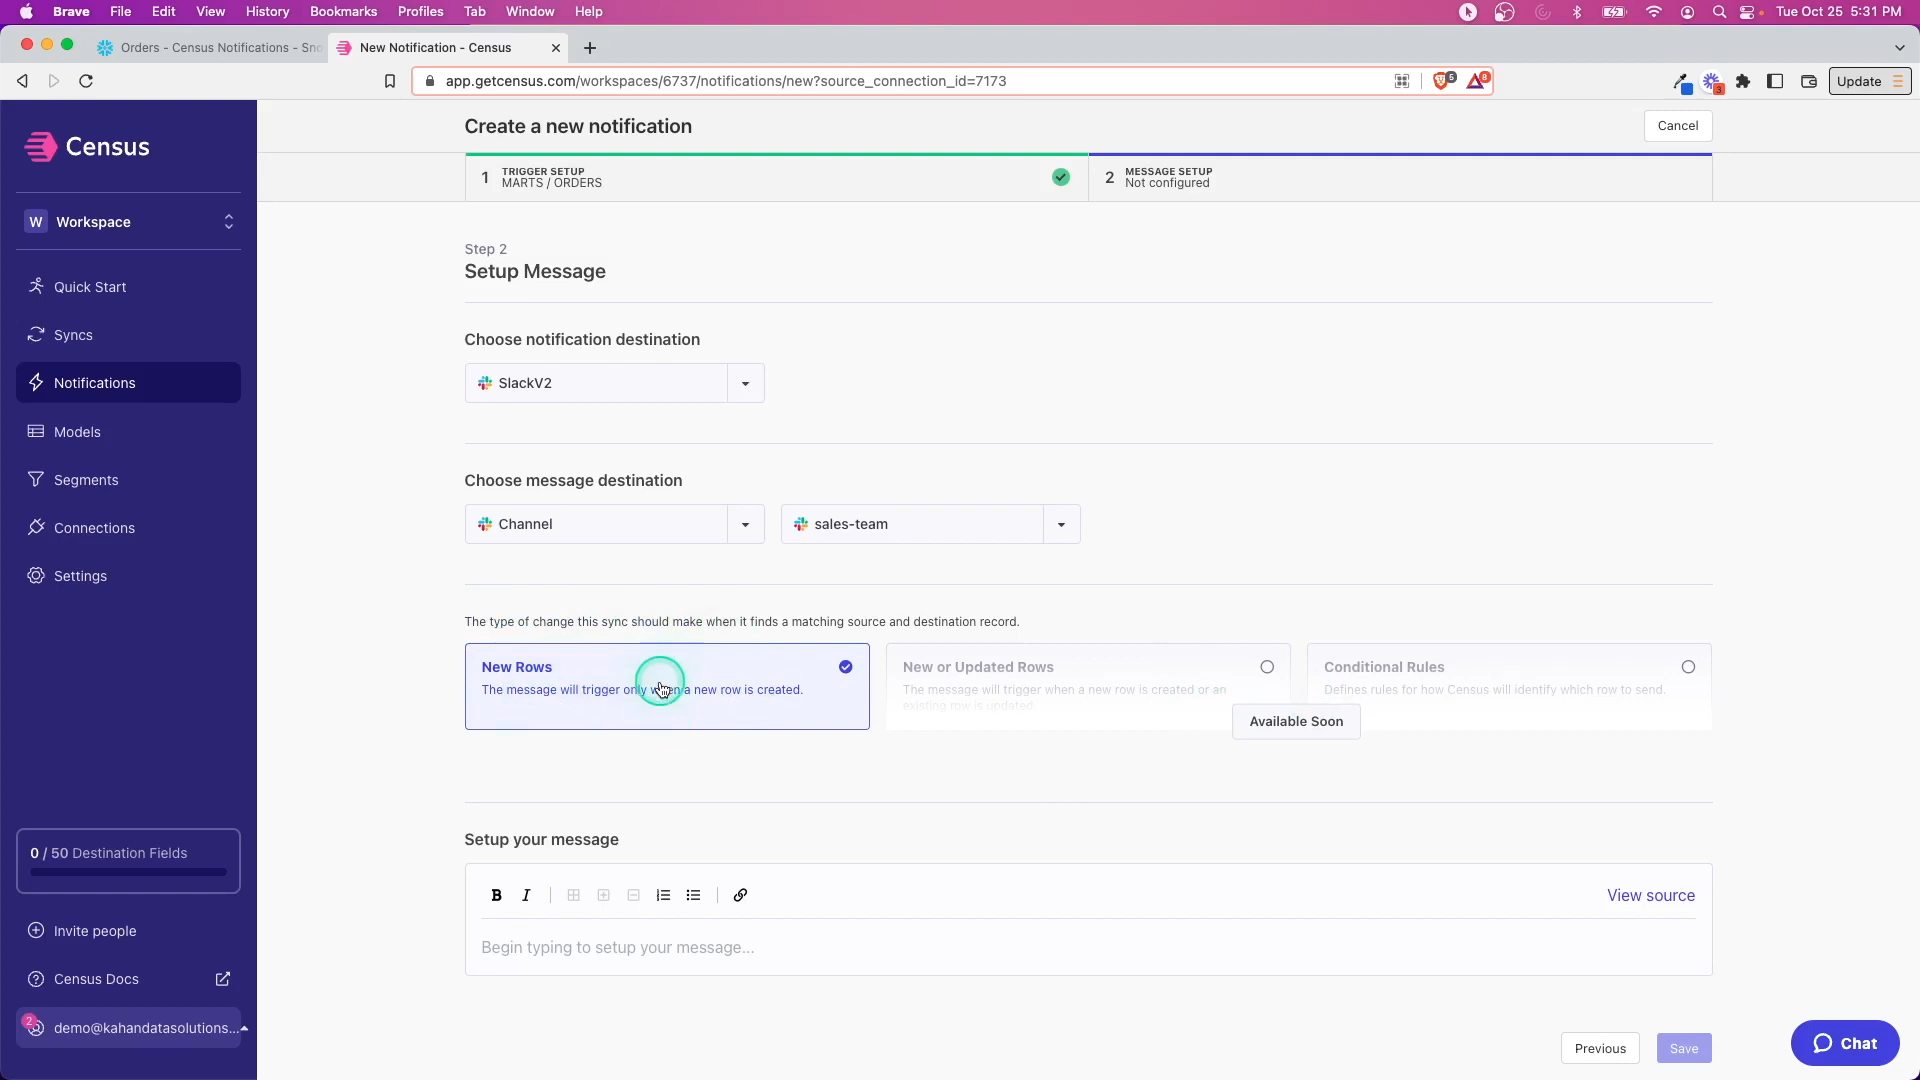 Brave File Edit View History Bookmarks Profiles Tab Window Help Tue Oct 25 5:31 PM
Orders - Census Notifications - Sno
New Notification - Census
app.getcensus.com/workspaces/6737/notifications/new?source_connection_id=7173
5
8
3
Update
Census
W Workspace
Quick Start
Syncs
Notifications
Models
Segments
Connections
Settings
0 / 50 Destination Fields
Invite people
Census Docs
2 demo@kahandatasolutions...
Create a new notification
Cancel
1 TRIGGER SETUP
MARTS / ORDERS
2 MESSAGE SETUP
Not configured
Step 2
Setup Message
Choose notification destination
SlackV2
Choose message destination
Channel
sales-team
The type of change this sync should make when it finds a matching source and destination record.
New Rows
The message will trigger only when a new row is created.
New or Updated Rows
The message will trigger when a new row is created or an
existing row is updated.
Conditional Rules
Defines rules for how Census will identify which row to send.
Available Soon
Setup your message
B I
View source
Begin typing to setup your message...
Previous
Save
Chat